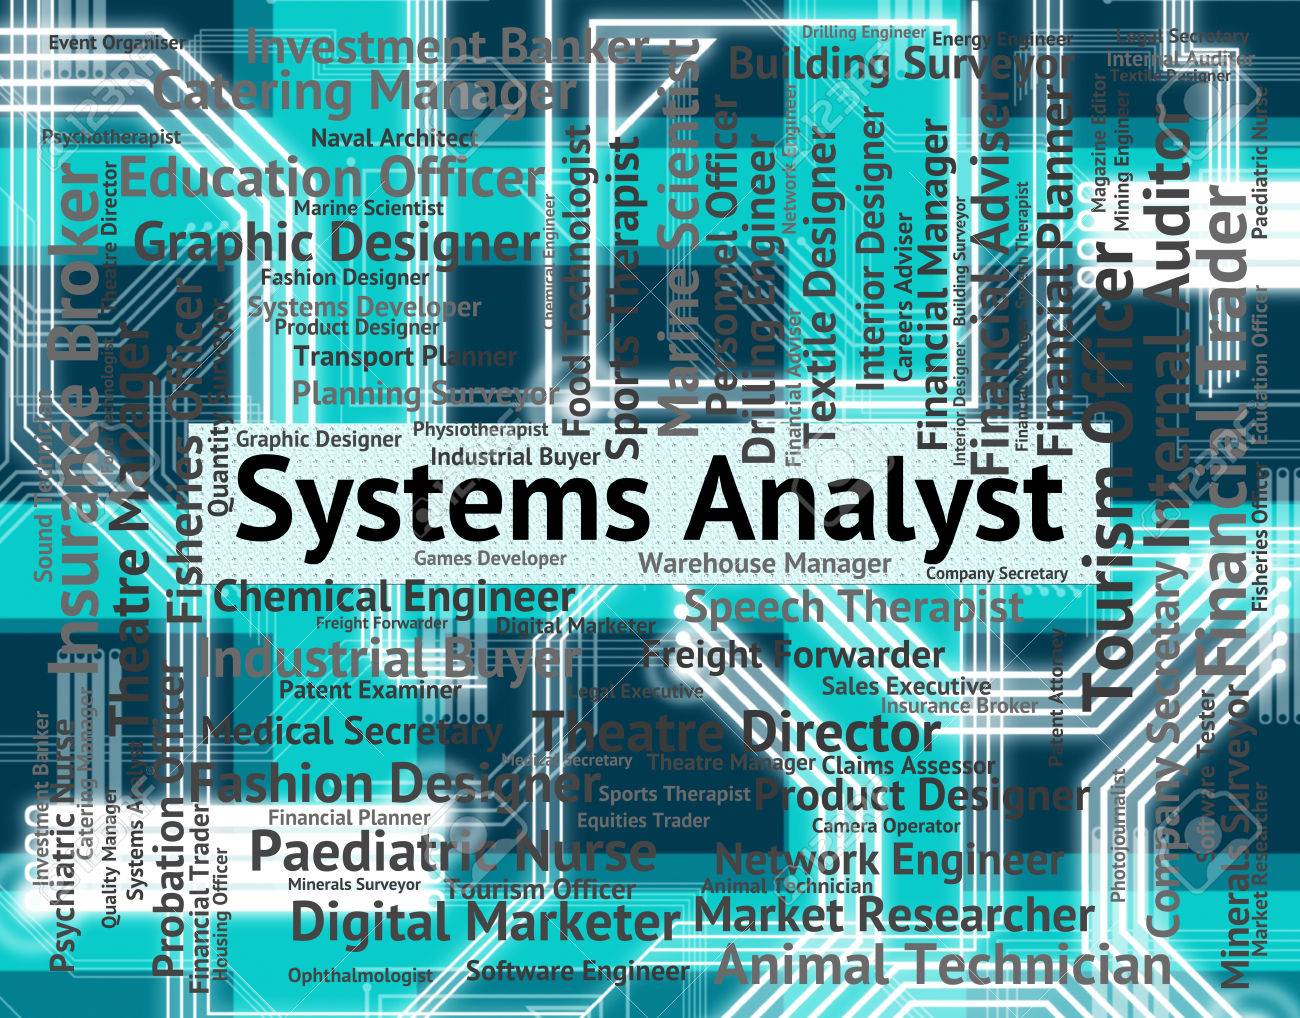 Event Organiser
Investment Banker
Catering Manager
Psychotherapist
Naval Architect
Education Officer
Marine Scientist
Graphic Designer
Fashion Designer
Systems Developer
Product Designer
Transport Planner
Planning Surveyor
Drilling Engineer
Energy Engineer
Building Surveyor
Legal Secretary
Internal Auditor
Textile Designer
Insurance Broker
Theatre Director
Theatre Manager
Fisheries Officer
Quantity Surveyor
Sound Technician
Chemical Engineer
Food Technologist
Sports Therapist
Marine Scientist
Personnel Officer
Drilling Engineer
Network Engineer
Financial Adviser
Textile Designer
Interior Designer
Careers Adviser
Financial Manager
Building Surveyor
Interior Designer
Financial Adviser
Speech Therapist
Financial Manager
Financial Planner
Magazine Editor
Mining Engineer
Tourism Officer
Internal Auditor
Financial Trader
Paediatric Nurse
Education Officer
Fisheries Officer
Graphic Designer
Physiotherapist
Industrial Buyer
Systems Analyst
Games Developer
Warehouse Manager
Company Secretary
Chemical Engineer
Freight Forwarder
Digital Marketer
Speech Therapist
Industrial Buyer
Freight Forwarder
Patent Examiner
Legal Executive
Sales Executive
Insurance Broker
Medical Secretary
Theatre Director
Medical Secretary
Theatre Manager
Claims Assessor
Fashion Designer
Sports Therapist
Product Designer
Financial Planner
Equities Trader
Camera Operator
Paediatric Nurse
Network Engineer
Minerals Surveyor
Tourism Officer
Animal Technician
Digital Marketer
Market Researcher
Ophthalmologist
Software Engineer
Animal Technician
Investment Banker
Psychiatric Nurse
Catering Manager
Quality Manager
Systems Analyst
Probation Officer
Financial Trader
Housing Officer
Patent Attorney
Photojournalist
Company Secretary
Software Tester
Minerals Surveyor
Market Researcher